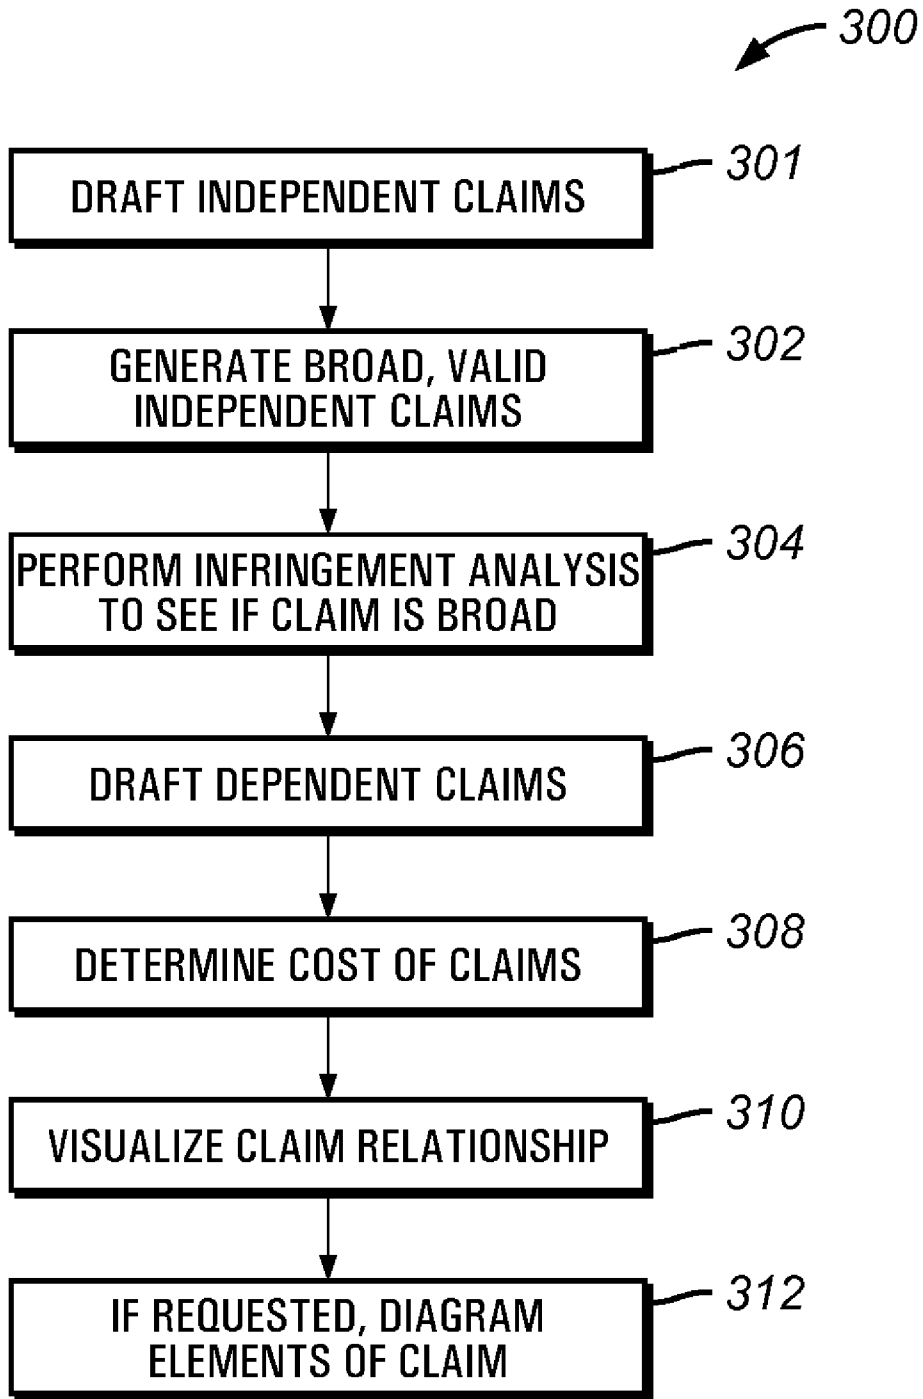 300
301
DRAFT INDEPENDENT CLAIMS
302
GENERATE BROAD, VALID
INDEPENDENT CLAIMS
304
PERFORM INFRINGEMENT ANALYSIS
TO SEE IF CLAIM IS BROAD
306
DRAFT DEPENDENT CLAIMS
308
DETERMINE COST OF CLAIMS
310
VISUALIZE CLAIM RELATIONSHIP
312
IF REQUESTED, DIAGRAM
ELEMENTS OF CLAIM